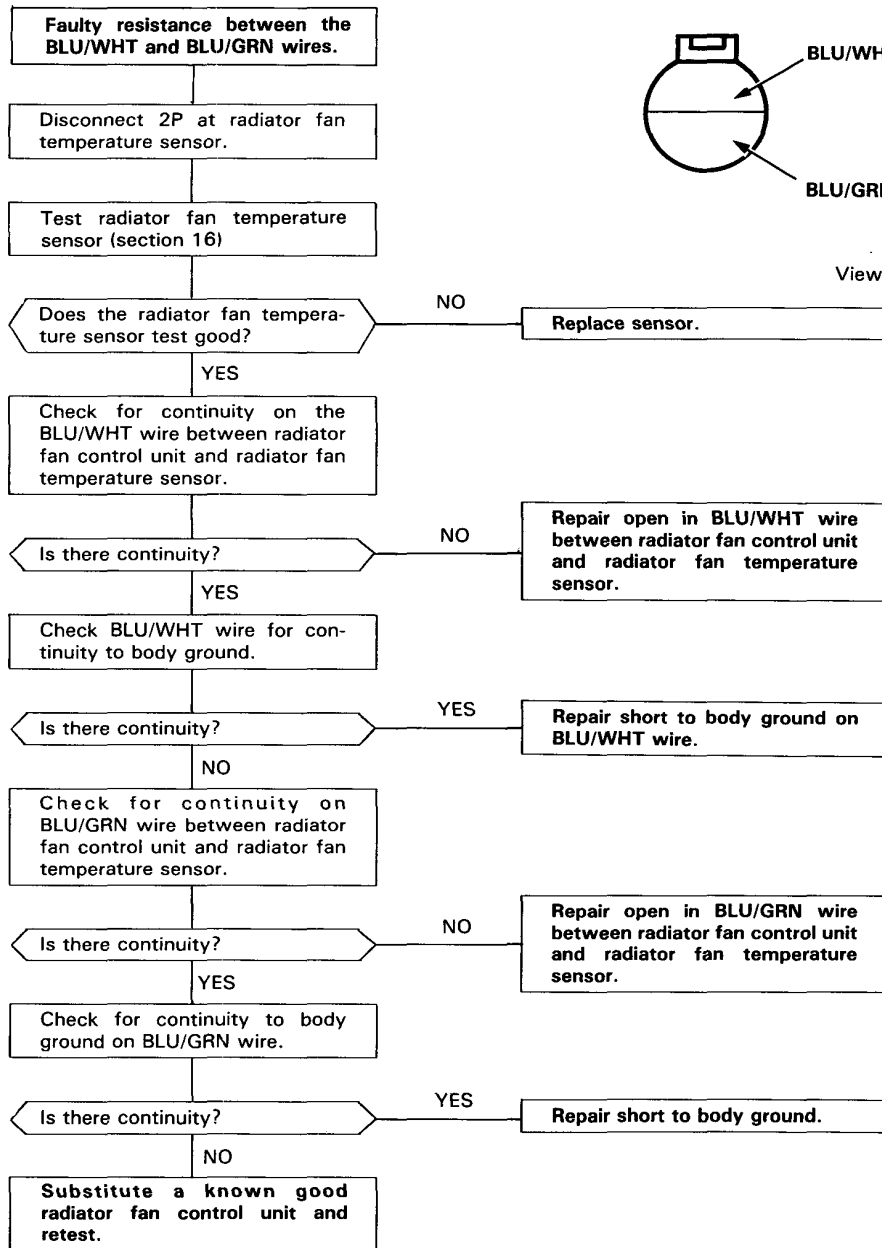 Faulty resistance between the
BLU/WHT and BLU/GRN wires.
BLU/WH
BLU/GRN
View
Disconnect 2P at radiator fan
temperature sensor.
Test radiator fan temperature
sensor (section 16)
Does the radiator fan tempera-
ture sensor test good?
NO
Replace sensor.
YES
Check for continuity on the
BLU/WHT wire between radiator
fan control unit and radiator fan
temperature sensor.
Is there continuity?
NO
Repair open in BLU/WHT wire
between radiator fan control unit
and radiator fan temperature
sensor.
YES
Check BLU/WHT wire for con-
tinuity to body ground.
Is there continuity?
YES
Repair short to body ground on
BLU/WHT wire.
NO
Check for continuity on
BLU/GRN wire between radiator
fan control unit and radiator fan
temperature sensor.
Is there continuity?
NO
Repair open in BLU/GRN wire
between radiator fan control unit
and radiator fan temperature
sensor.
YES
Check for continuity to body
ground on BLU/GRN wire.
Is there continuity?
YES
Repair short to body ground.
NO
Substitute a known good
radiator fan control unit and
retest.